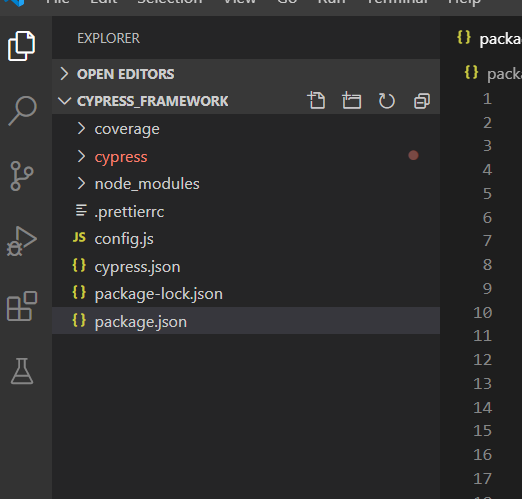 File Edit Selection View Go Run Terminal Help
EXPLORER
OPEN EDITORS
CYPRESS_FRAMEWORK
coverage
cypress
node_modules
.prettierrc
JS config.js
{} cypress.json
{} package-lock.json
{} package.json
{} packa
{} packa
1
2
3
4
5
6
7
8
9
10
11
12
13
14
15
16
17
18